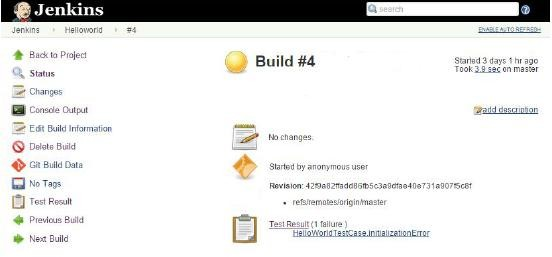 Jenkins
search
Jenkins
Helloworld
#4
ENABLE AUTO REFRESH
Back to Project
Status
Changes
Console Output
Edit Build Information
Delete Build
Git Build Data
No Tags
Test Result
Previous Build
Next Build
Build #4
Started 3 days 1 hr ago
Took 3.9 sec on master
add description
No changes.
Started by anonymous user
Revision: 42f9a82ffadd86fb5c3a9dfae40e731a907f5c8f
refs/remotes/origin/master
Test Result (1 failure )
HelloWorldTestCase.initializationError